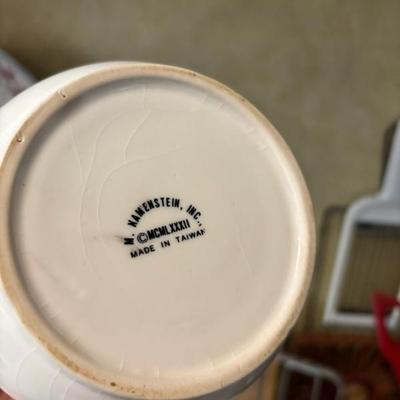 M. KAMENSTEIN, INC.,
©MCMLXXXII
MADE IN TAIWAN